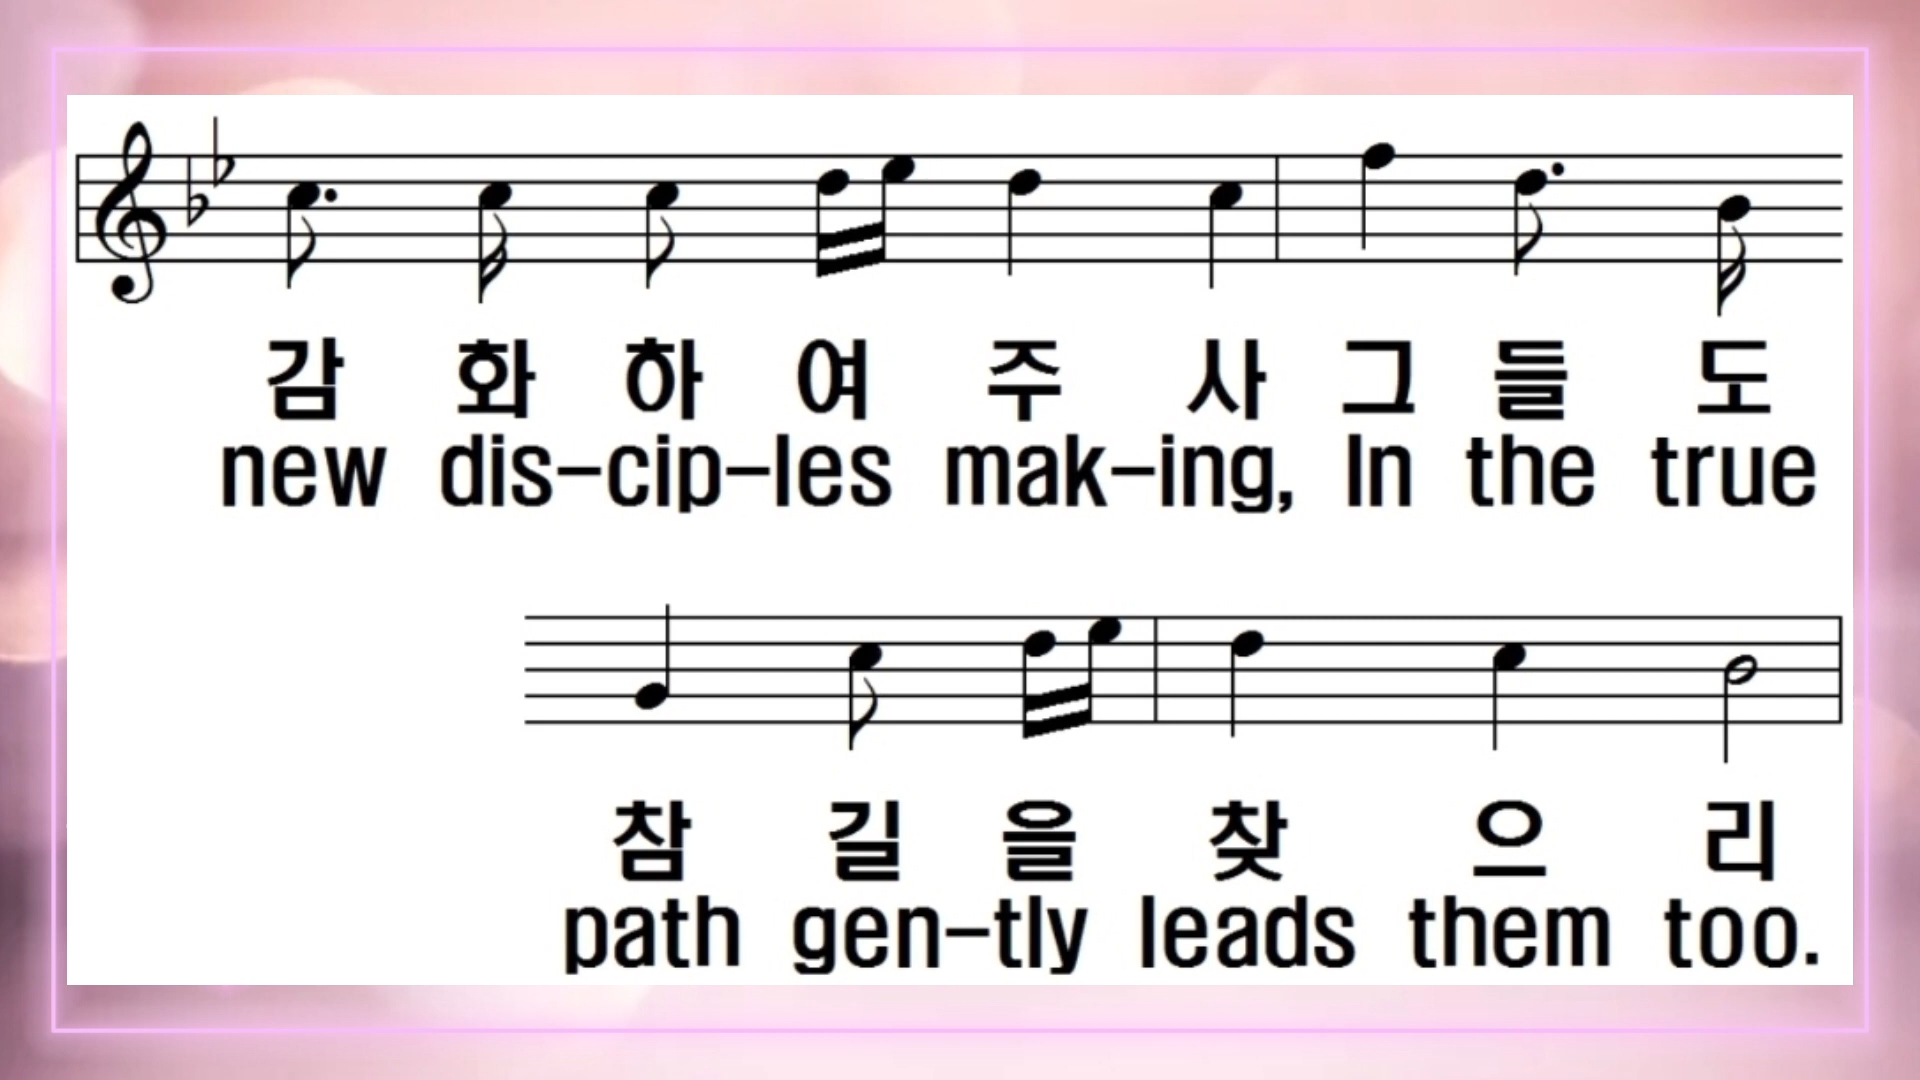 감 화 하 여 주 사 그 들 도
new dis-cip-les mak-ing, In the true
참 길 을 찾 으 리
path gen-tly leads them too.